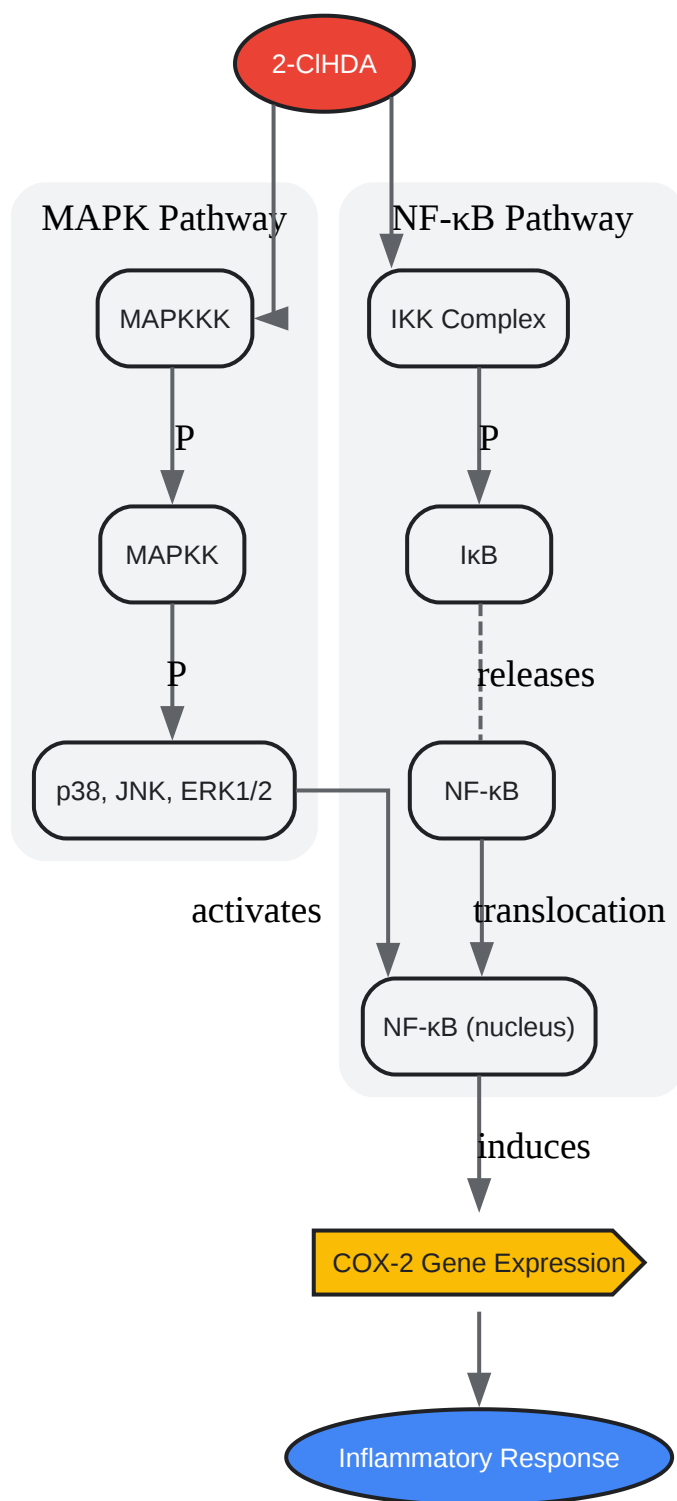 2-ClHDA
MAPK Pathway
NF-κB Pathway
MAPKKK
IKK Complex
P
P
MAPKK
IκB
P
releases
p38, JNK, ERK1/2
NF-κB
activates
translocation
NF-κB (nucleus)
induces
COX-2 Gene Expression
Inflammatory Response